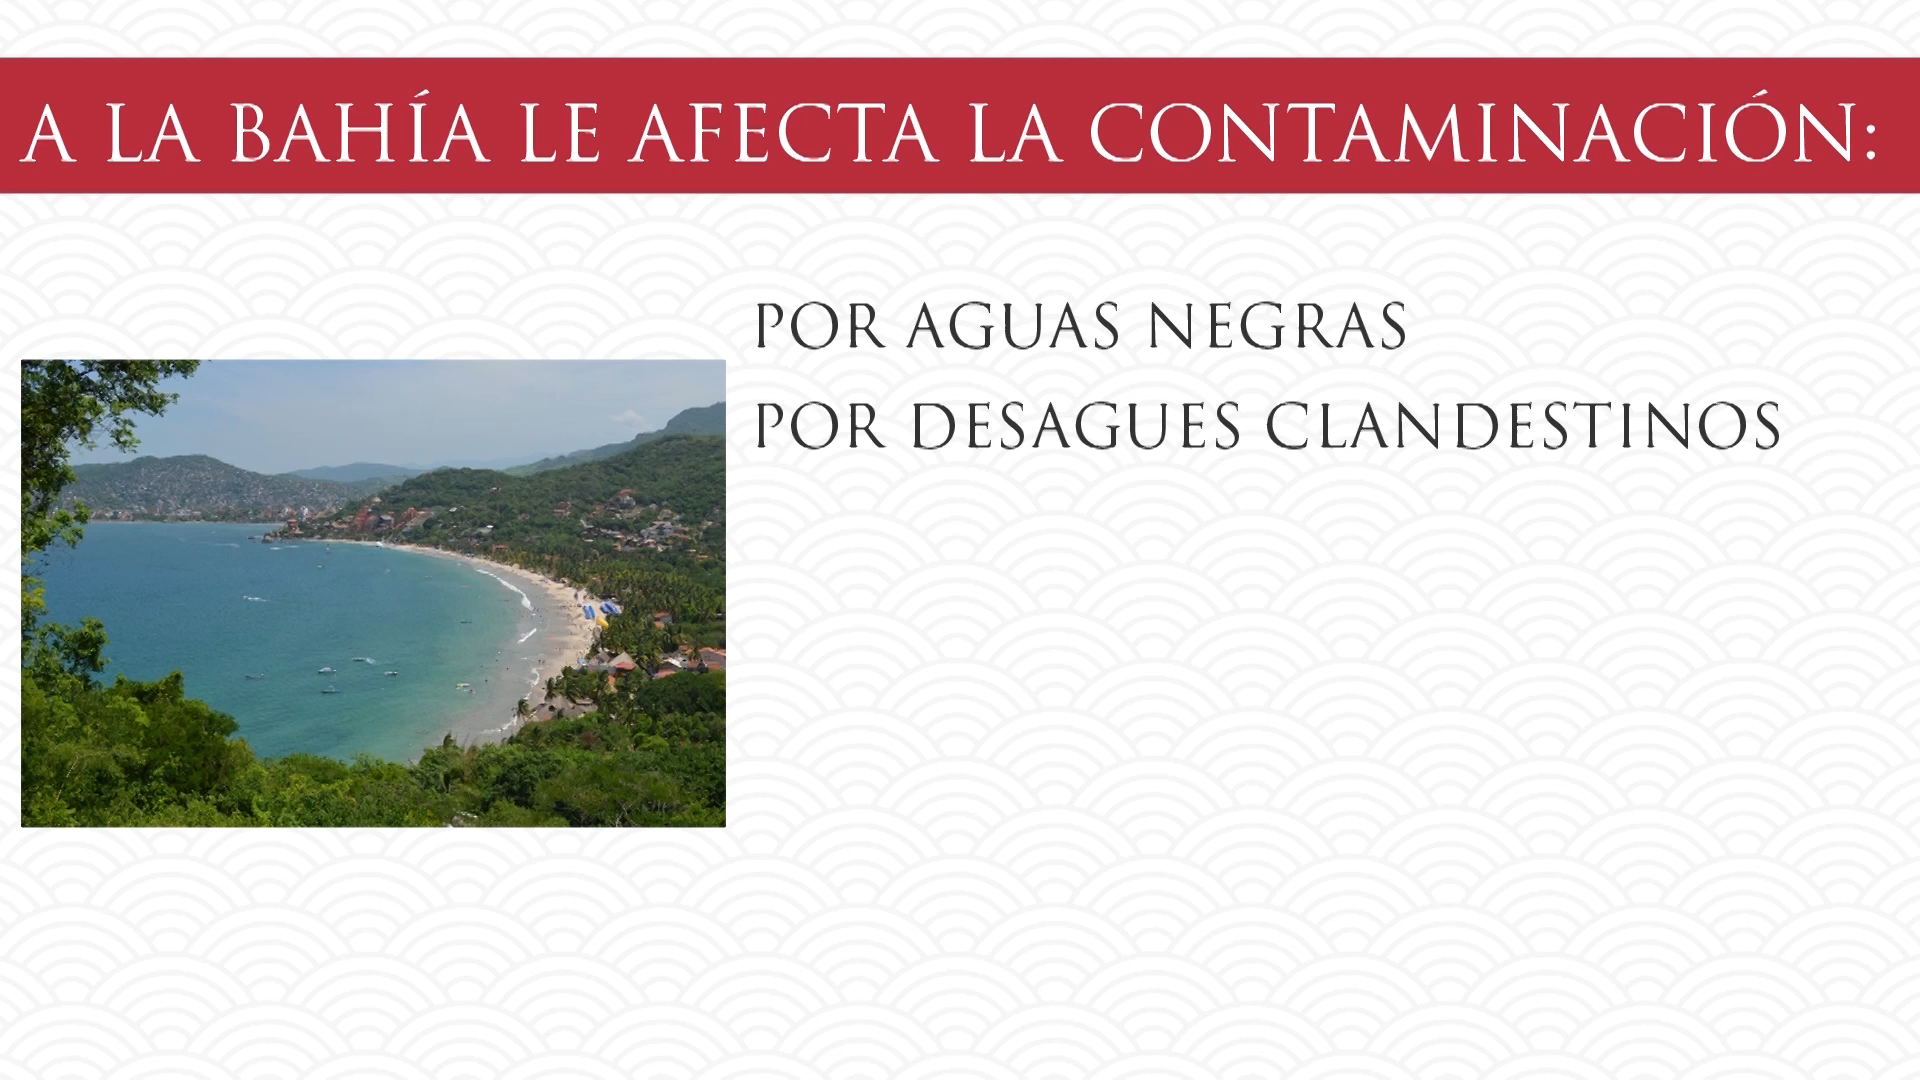 A LA BAHÍA LE AFECTA LA CONTAMINACIÓN:
POR AGUAS NEGRAS
POR DESAGUES CLANDESTINOS